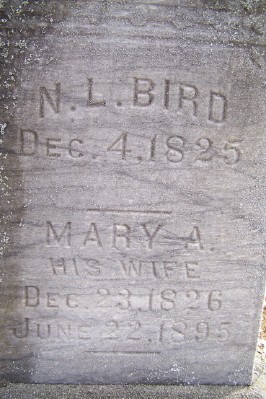 N. L. BIRD
DEC. 4, 1825
MARY A.
HIS WIFE
DEC. 23, 1826
JUNE 22, 1895